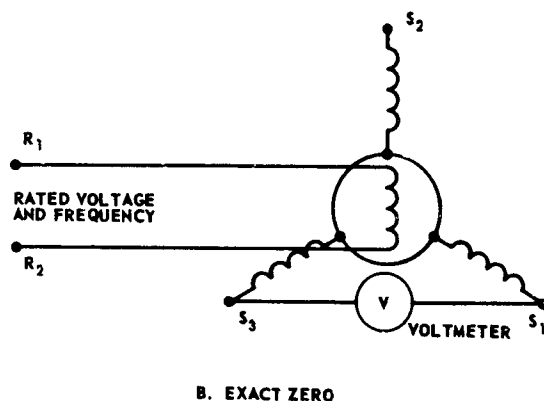 S₂
R₁
RATED VOLTAGE
AND FREQUENCY
R₂
V
S₃
VOLTMETER
S₁
B. EXACT ZERO